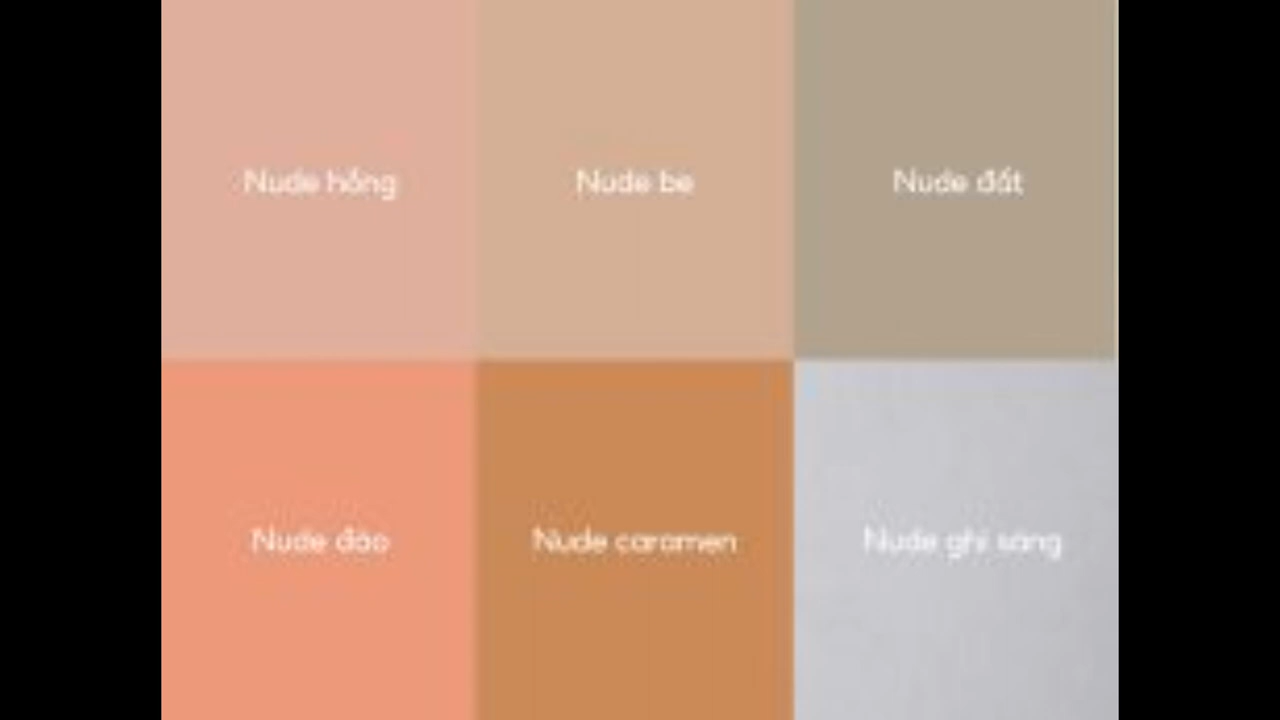 Nude hồng
Nude be
Nude đất
Nude đào
Nude caramen
Nude ghi sáng